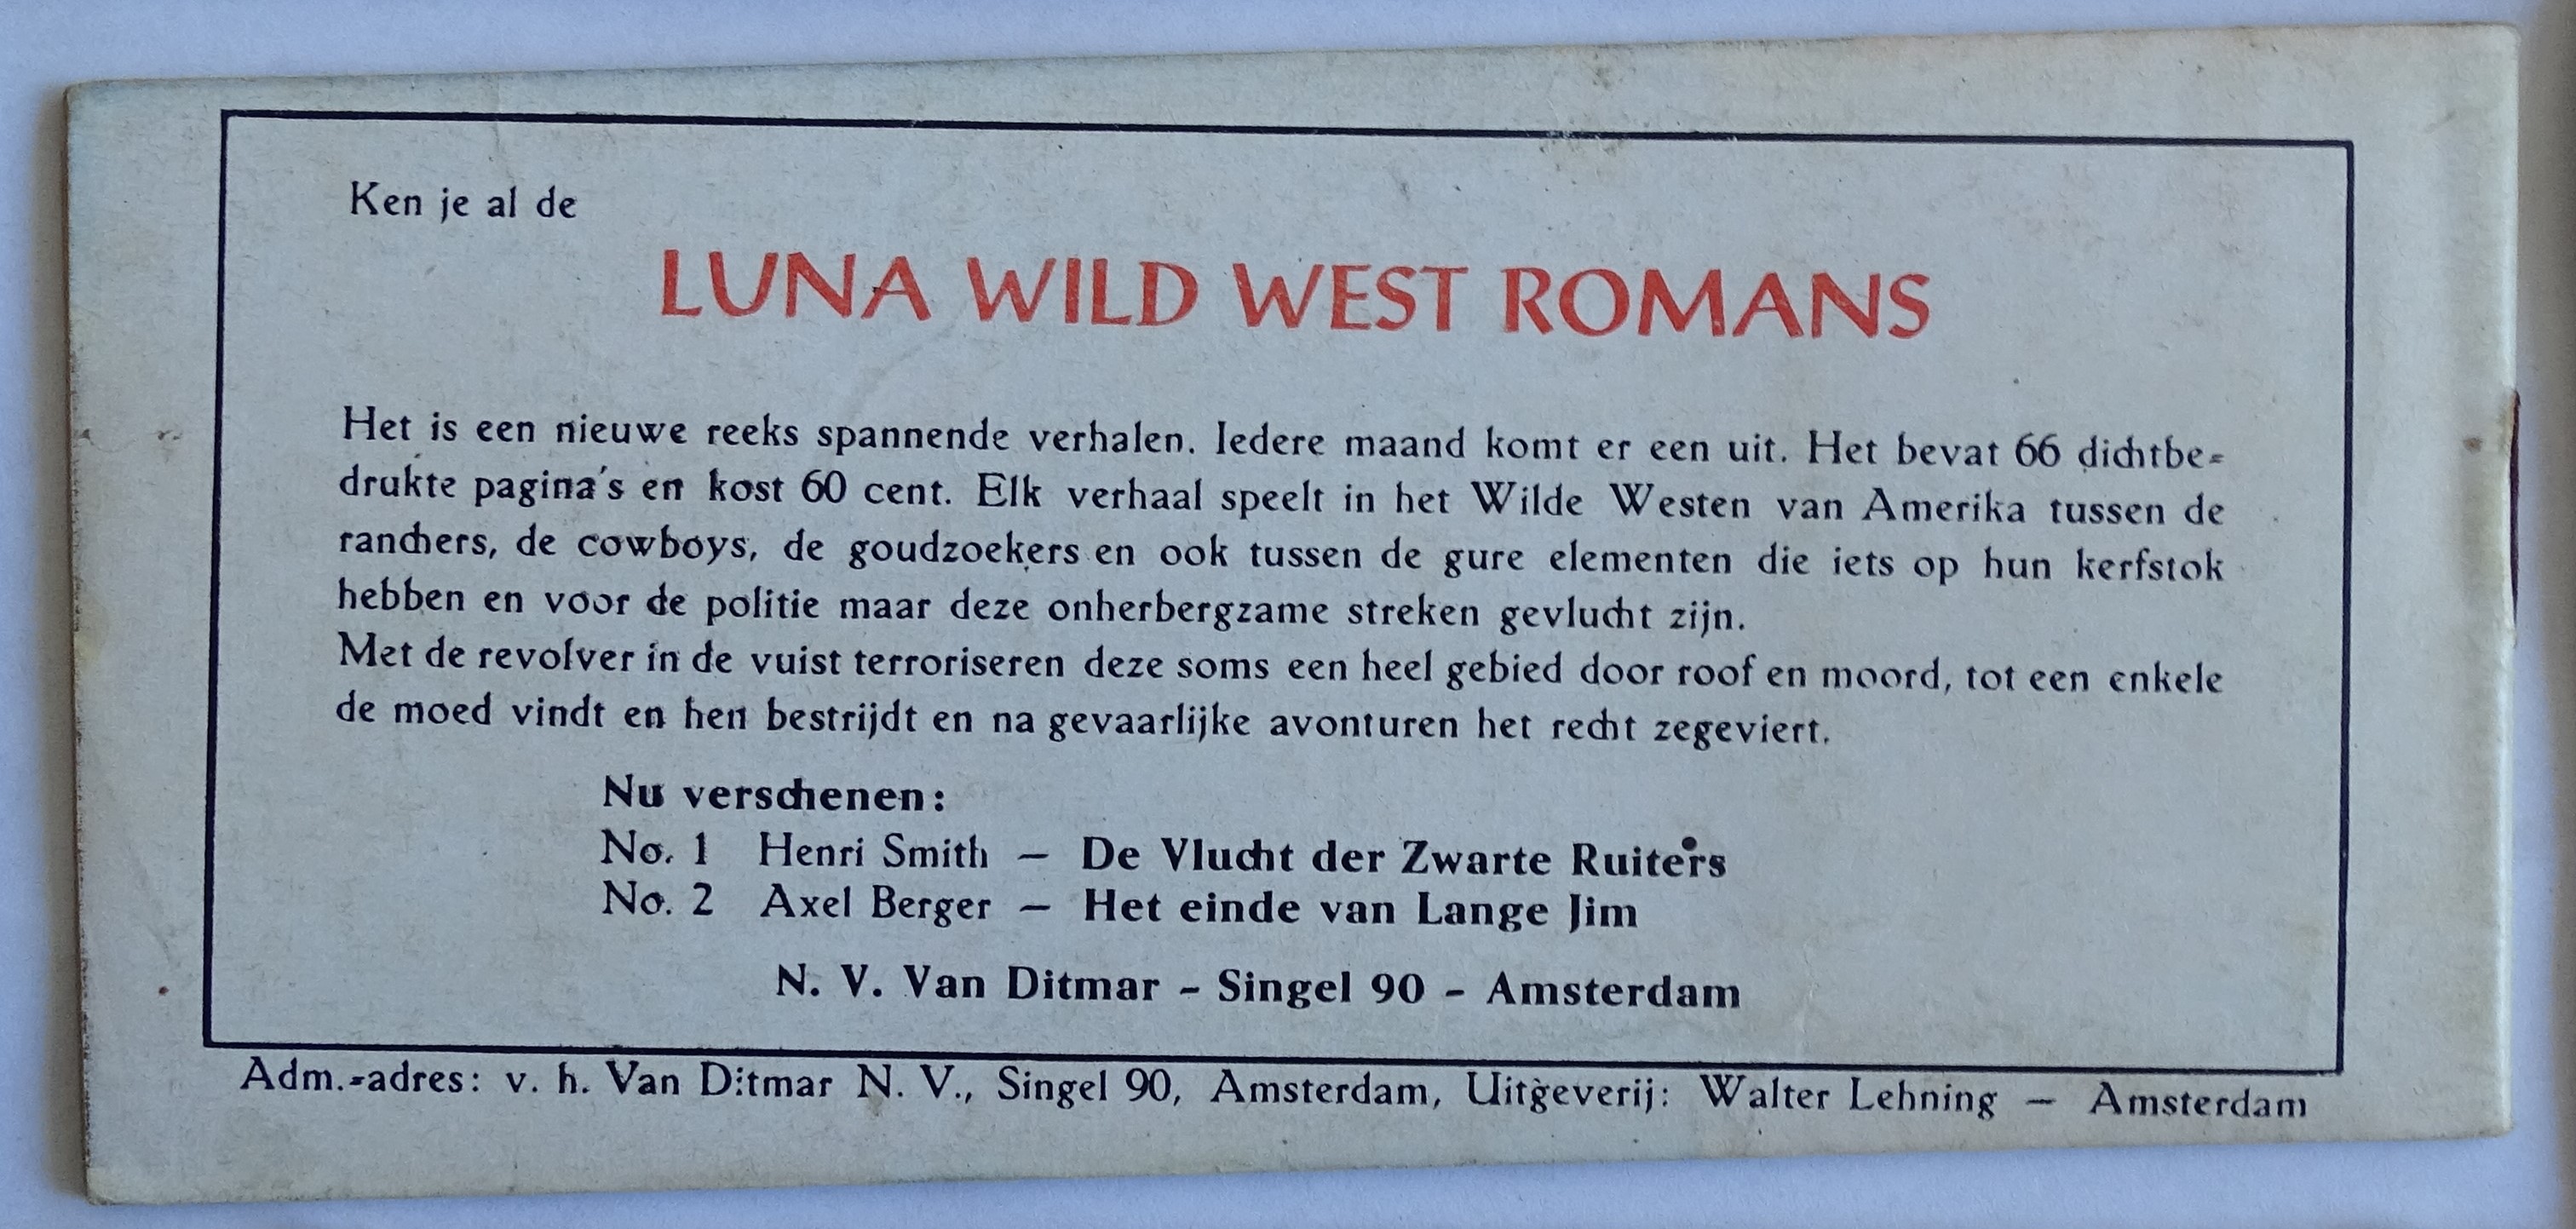 Ken je al de
LUNA WILD WEST ROMANS
Het is een nieuwe reeks spannende verhalen. Iedere maand komt er een uit. Het bevat 66 dichtbe-
drukte pagina's en kost 60 cent. Elk verhaal speelt in het Wilde Westen van Amerika tussen de
ranchers, de cowboys, de goudzoekers en ook tussen de gure elementen die iets op hun kerfstok
hebben en voor de politie maar deze onherbergzame streken gevlucht zijn.
Met de revolver in de vuist terroriseren deze soms een heel gebied door roof en moord, tot een enkele
de moed vindt en hen bestrijdt en na gevaarlijke avonturen het recht zegeviert.
Nu verschenen:
No. 1 Henri Smith — De Vlucht der Zwarte Ruiters
No. 2 Axel Berger — Het einde van Lange Jim
N. V. Van Ditmar - Singel 90 - Amsterdam
Adm.-adres: v. h. Van Ditmar N. V., Singel 90, Amsterdam, Uitgeverij: Walter Lehning — Amsterdam